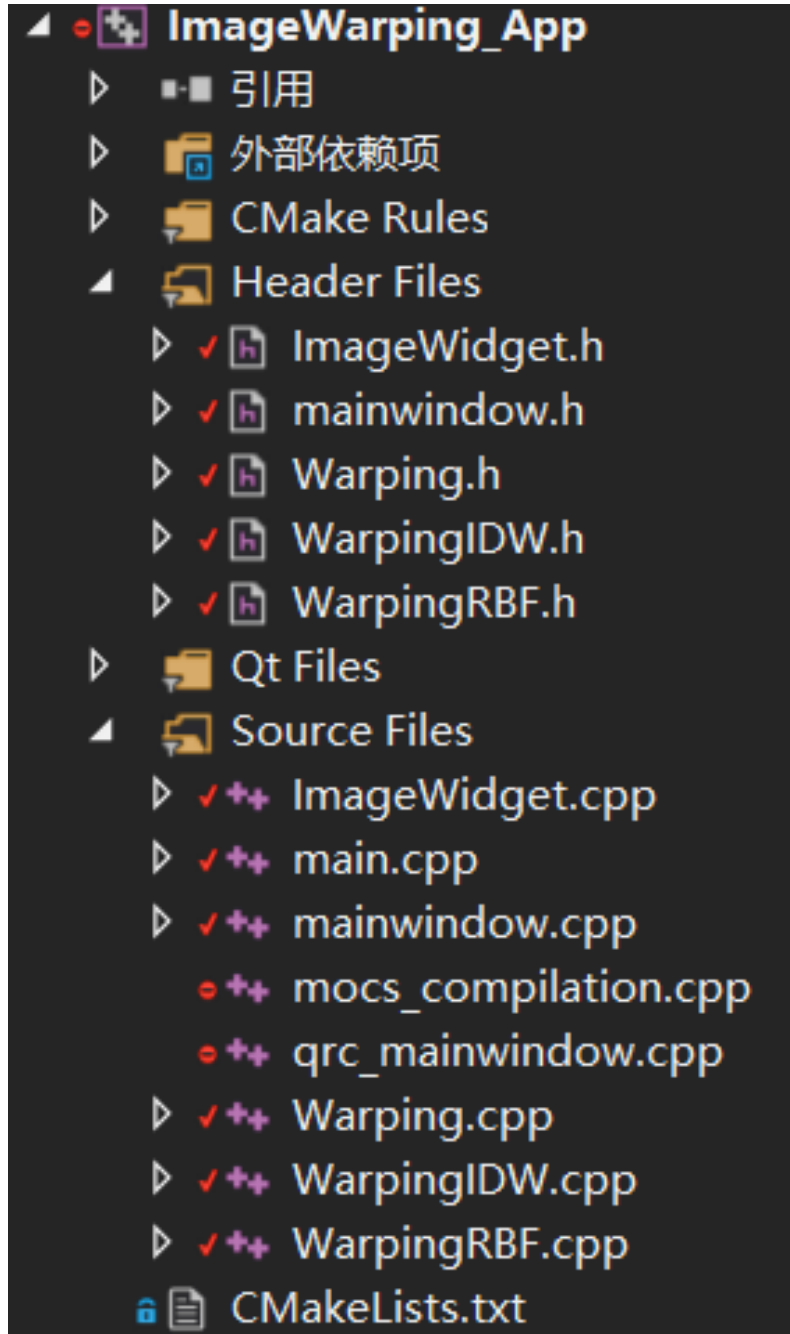 ImageWarping_App
引用
外部依赖项
CMake Rules
Header Files
ImageWidget.h
mainwindow.h
Warping.h
WarpingIDW.h
WarpingRBF.h
Qt Files
Source Files
ImageWidget.cpp
main.cpp
mainwindow.cpp
mocs_compilation.cpp
qrc_mainwindow.cpp
Warping.cpp
WarpingIDW.cpp
WarpingRBF.cpp
CMakeLists.txt